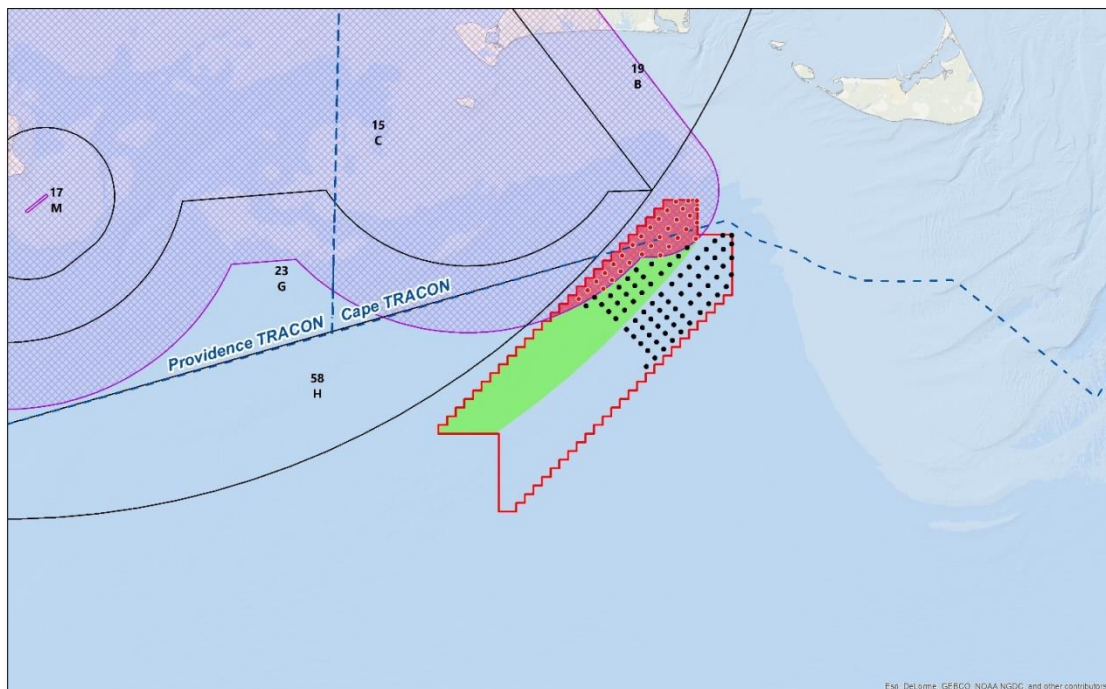 19
B
15
C
17
M
23
G
Providence TRACON
Cape TRACON
58
H
Esri, DeLorme, GEBCO, NOAA NGDC, and other contributors